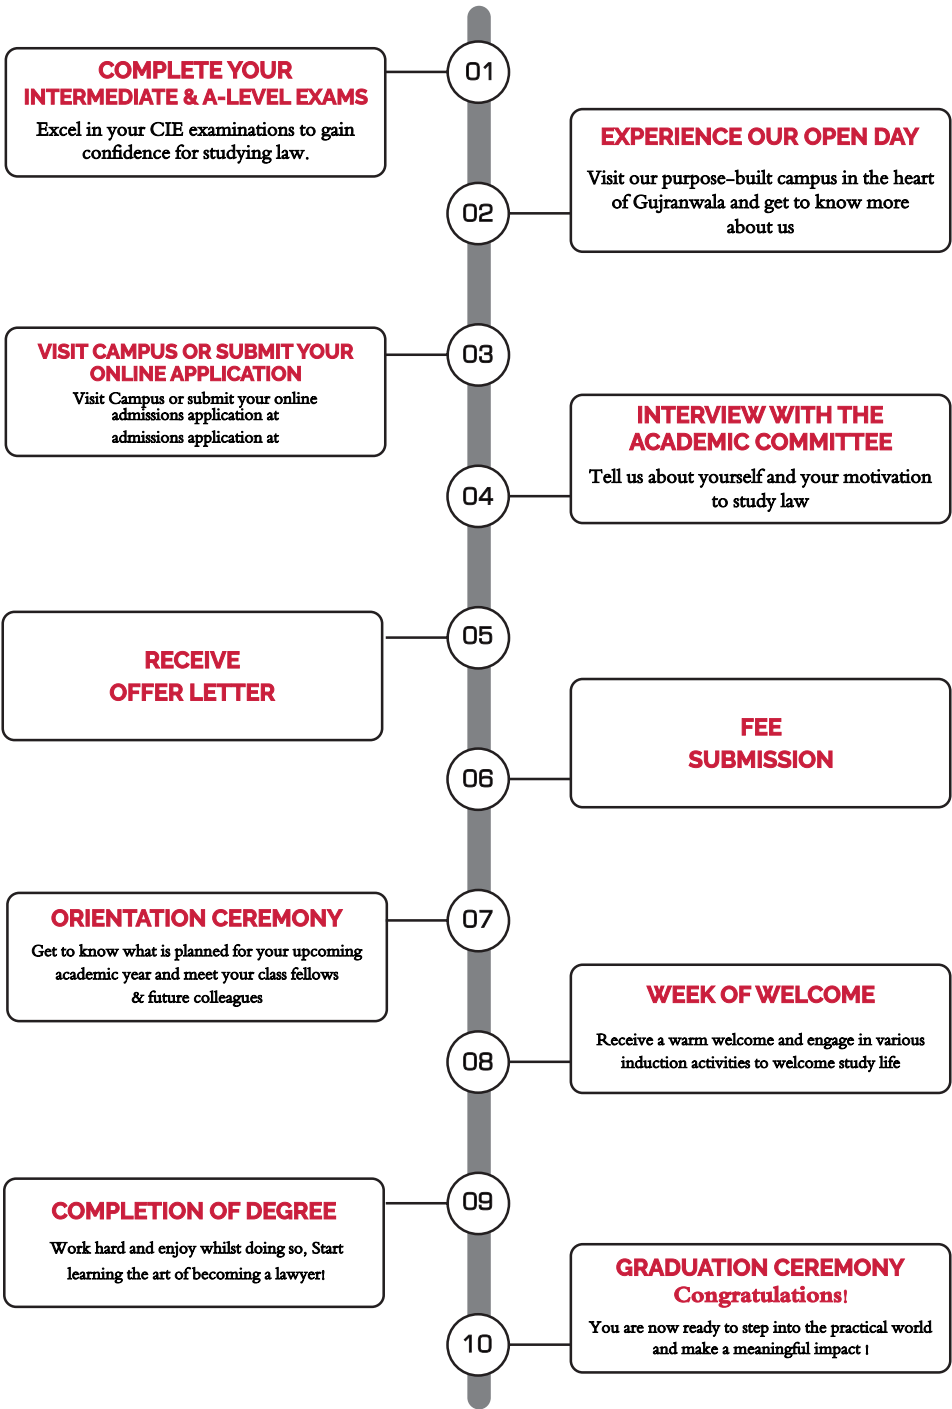 01
COMPLETE YOUR
INTERMEDIATE & A-LEVEL EXAMS
Excel in your CIE examinations to gain
confidence for studying law.
02
EXPERIENCE OUR OPEN DAY
Visit our purpose-built campus in the heart
of Gujranwala and get to know more
about us
03
VISIT CAMPUS OR SUBMIT YOUR
ONLINE APPLICATION
Visit Campus or submit your online
admissions application at
admissions application at
04
INTERVIEW WITH THE
ACADEMIC COMMITTEE
Tell us about yourself and your motivation
to study law
05
RECEIVE
OFFER LETTER
06
FEE
SUBMISSION
07
ORIENTATION CEREMONY
Get to know what is planned for your upcoming
academic year and meet your class fellows
& future colleagues
08
WEEK OF WELCOME
Receive a warm welcome and engage in various
induction activities to welcome study life
09
COMPLETION OF DEGREE
Work hard and enjoy whilst doing so, Start
learning the art of becoming a lawyer!
10
GRADUATION CEREMONY
Congratulations!
You are now ready to step into the practical world
and make a meaningful impact !